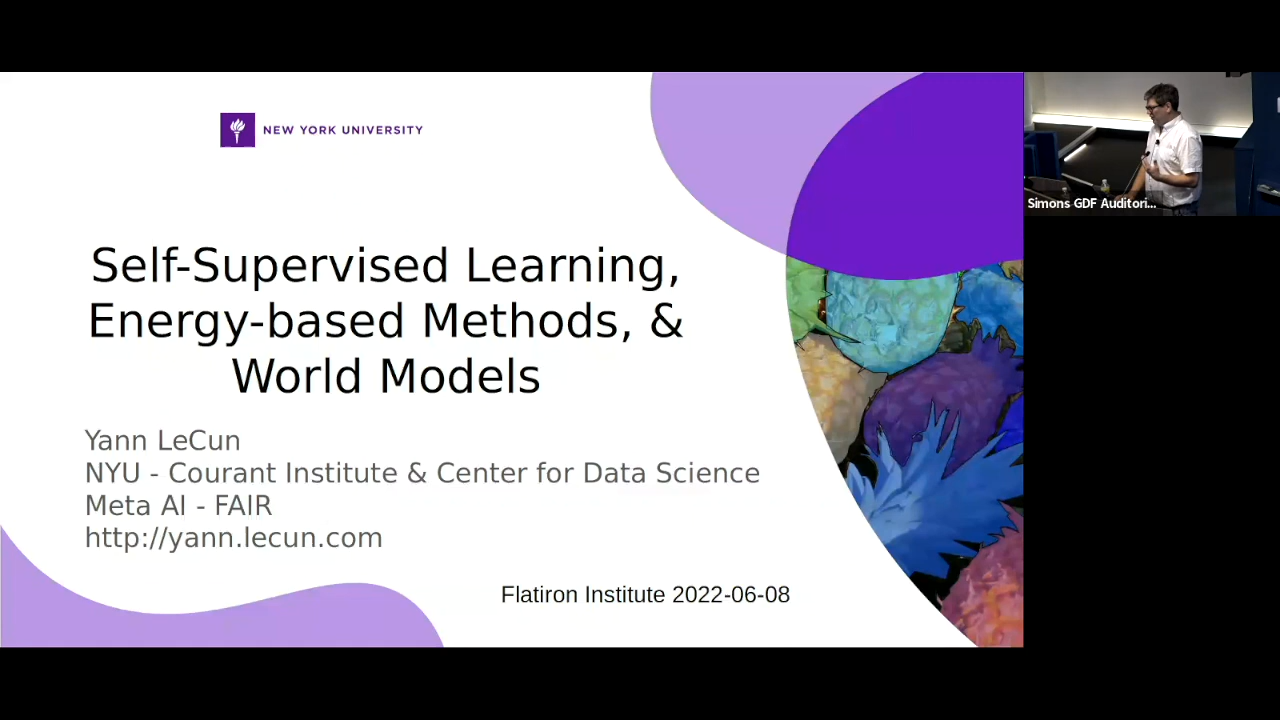 NEW YORK UNIVERSITY
Self-Supervised Learning,
Energy-based Methods, &
World Models
Yann LeCun
NYU - Courant Institute & Center for Data Science
Meta AI - FAIR
http://yann.lecun.com
Flatiron Institute 2022-06-08
Simons GDF Auditori...